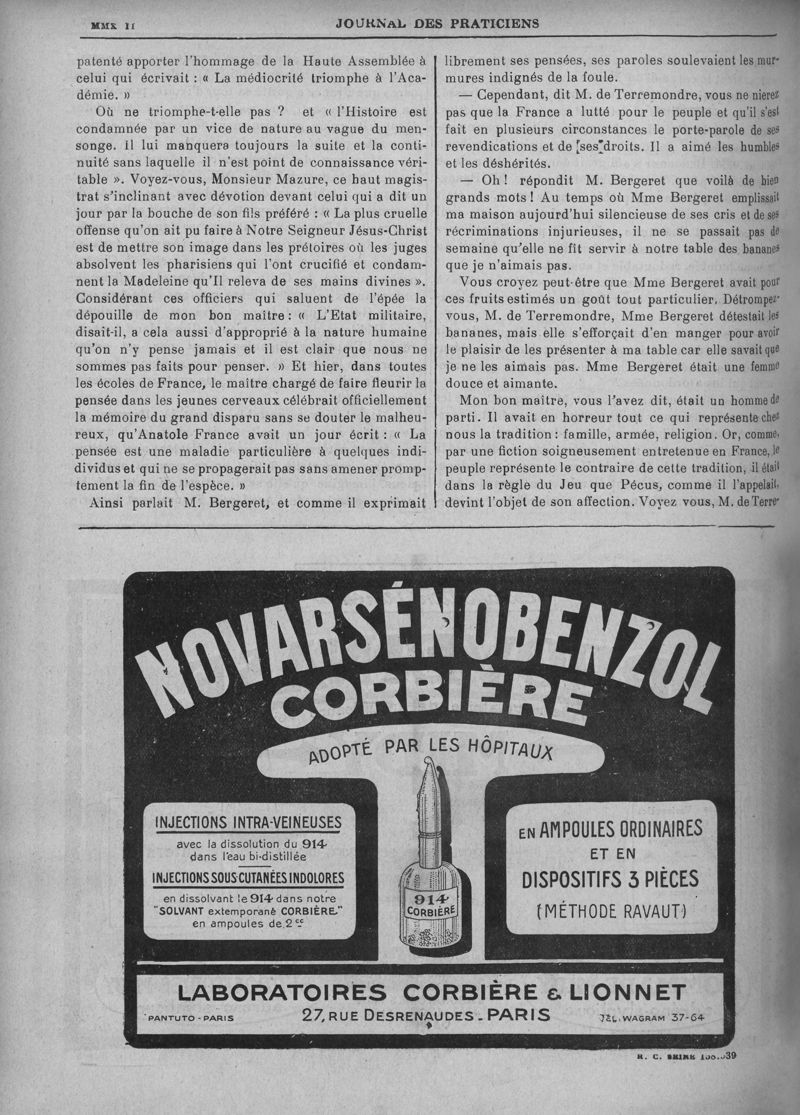 MMK II
JOURNAL DES PRATICIENS
patenté apporter l'hommage de la Haute Assemblée à
celui qui écrivait : « La médiocrité triomphe à l'Aca-
démie. »
Où ne triomphe-t-elle pas ? et « l'Histoire est
condamnée par un vice de nature au vague du men-
songe. Il lui manquera toujours la suite et la conti-
nuité sans laquelle il n'est point de connaissance véri-
table ». Voyez-vous, Monsieur Mazure, ce haut magis-
trat s'inclinant avec dévotion devant celui qui a dit un
jour par la bouche de son fils préféré : « La plus cruelle
offense qu'on ait pu faire à Notre Seigneur Jésus-Christ
est de mettre son image dans les prétoires où les juges
absolvent les pharisiens qui l'ont crucifié et condam-
nent la Madeleine qu'Il releva de ses mains divines ».
Considérant ces officiers qui saluent de l'épée la
dépouille de mon bon maître : « L'Etat militaire,
disait-il, a cela aussi d'approprié à la nature humaine
qu'on n'y pense jamais et il est clair que nous ne
sommes pas faits pour penser. » Et hier, dans toutes
les écoles de France, le maître chargé de faire fleurir la
pensée dans les jeunes cerveaux célébrait officiellement
la mémoire du grand disparu sans se douter le malheu-
reux, qu'Anatole France avait un jour écrit : « La
pensée est une maladie particulière à quelques indi-
dividus et qui ne se propagerait pas sans amener promp-
tement la fin de l'espèce. »
Ainsi parlait M. Bergeret, et comme il exprimait
librement ses pensées, ses paroles soulevaient les mur-
mures indignés de la foule.
— Cependant, dit M. de Terremondre, vous ne nierez
pas que la France a lutté pour le peuple et qu'il s'est
fait en plusieurs circonstances le porte-parole de ses
revendications et de [ses]droits. Il a aimé les humbles
et les déshérités.
— Oh ! répondit M. Bergeret que voilà de bien
grands mots ! Au temps où Mme Bergeret emplissait
ma maison aujourd'hui silencieuse de ses cris et de ses
récriminations injurieuses, il ne se passait pas de
semaine qu'elle ne fit servir à notre table des bananes
que je n'aimais pas.
Vous croyez peut-être que Mme Bergeret avait pour
ces fruits estimés un goût tout particulier. Détrompez-
vous, M. de Terremondre, Mme Bergeret détestait les
bananes, mais elle s'efforçait d'en manger pour avoir
le plaisir de les présenter à ma table car elle savait que
je ne les aimais pas. Mme Bergeret était une femme
douce et aimante.
Mon bon maître, vous l'avez dit, était un homme de
parti. Il avait en horreur tout ce qui représente chez
nous la tradition : famille, armée, religion. Or, comme,
par une fiction soigneusement entretenue en France, le
peuple représente le contraire de cette tradition, il était
dans la règle du Jeu que Pécus, comme il l'appelait,
devint l'objet de son affection. Voyez vous, M. de Terre-
NOVARSÉNOBENZOL
CORBIÈRE
ADOPTÉ PAR LES HÔPITAUX
INJECTIONS INTRA-VEINEUSES
avec la dissolution du 914
dans l'eau bi-distillée
INJECTIONS SOUS-CUTANÉES INDOLORES
en dissolvant le 914 dans notre
"SOLVANT extemporané CORBIÈRE"
en ampoules de 2 cc
914
CORBIÈRE
EN AMPOULES ORDINAIRES
ET EN
DISPOSITIFS 3 PIÈCES
(MÉTHODE RAVAUT)
LABORATOIRES CORBIÈRE & LIONNET
PANTUTO - PARIS
27, RUE DESRENAUDES - PARIS
TÉL. WAGRAM 37-64
R. C. SEINE